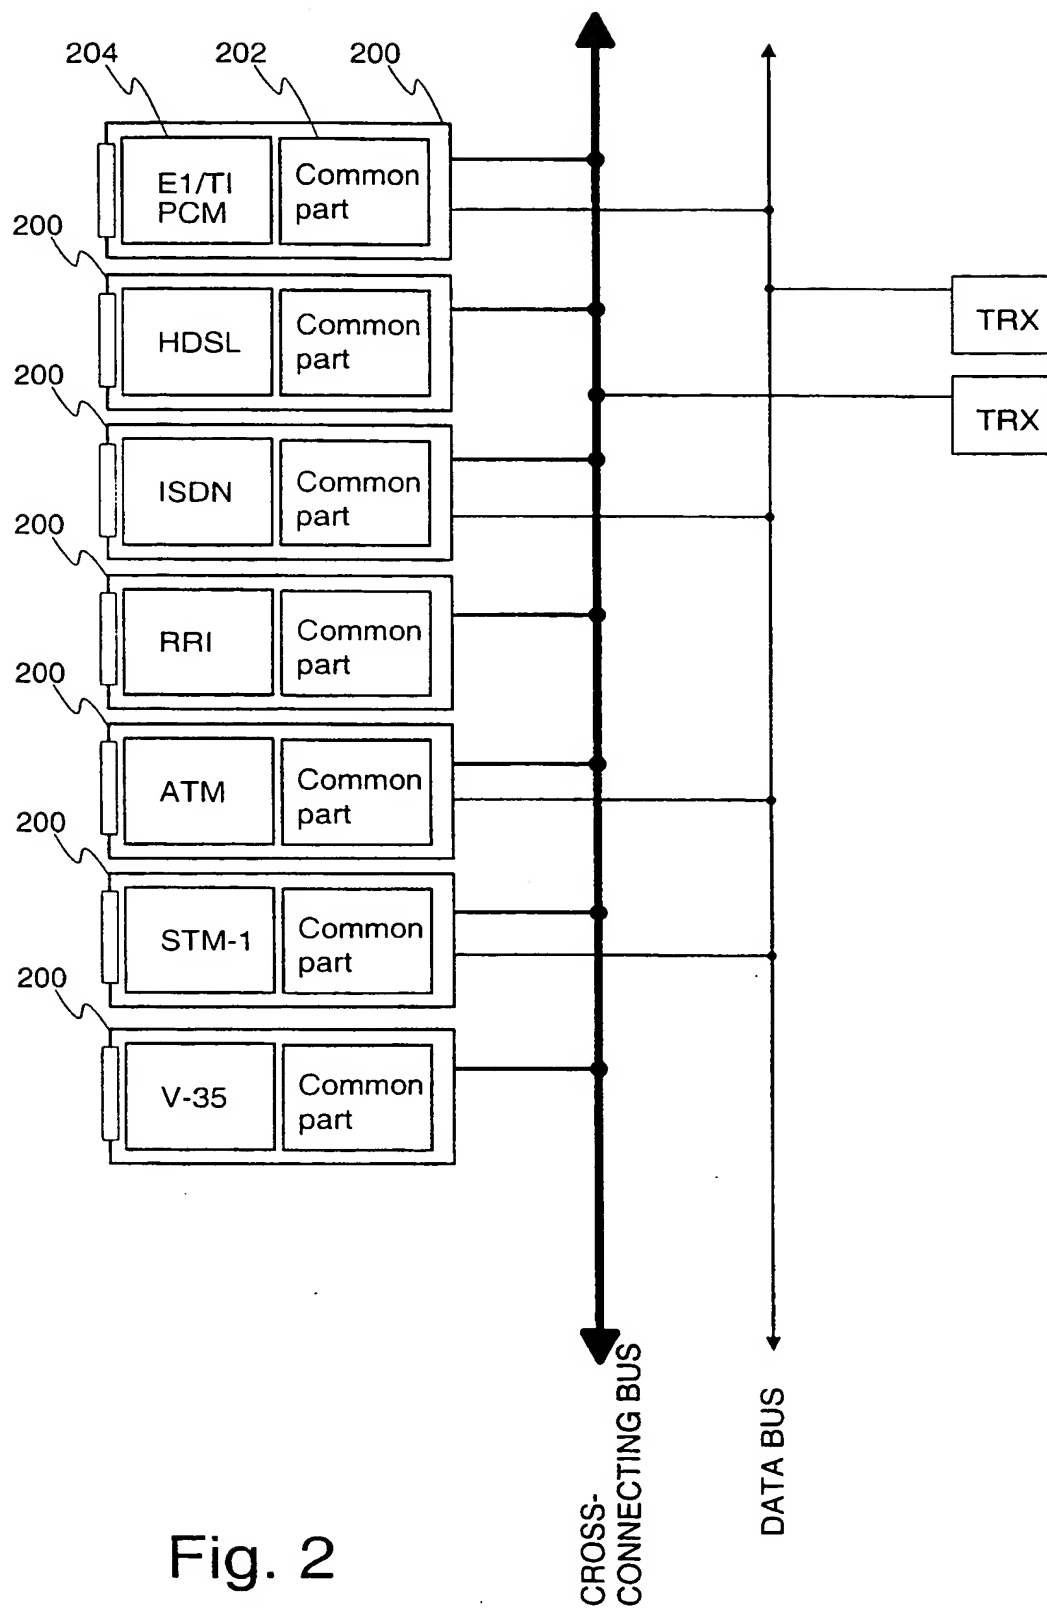 204 202 200
E1/TI
PCM
Common
part
200
HDSL
Common
part
TRX
200
ISDN
Common
part
TRX
200
RRI
Common
part
200
ATM
Common
part
200
STM-1
Common
part
200
V-35
Common
part
CROSS-
CONNECTING BUS
DATA BUS
Fig. 2